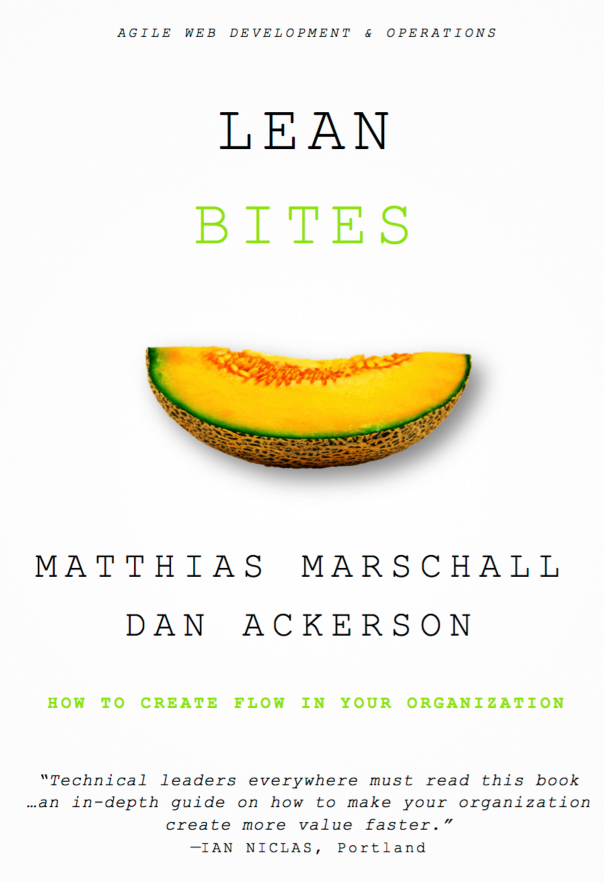 AGILE WEB DEVELOPMENT & OPERATIONS
LEAN
BITES
MATTHIAS MARSCHALL
DAN ACKERSON
HOW TO CREATE FLOW IN YOUR ORGANIZATION
“Technical leaders everywhere must read this book
…an in-depth guide on how to make your organization
create more value faster.”
—IAN NICLAS, Portland